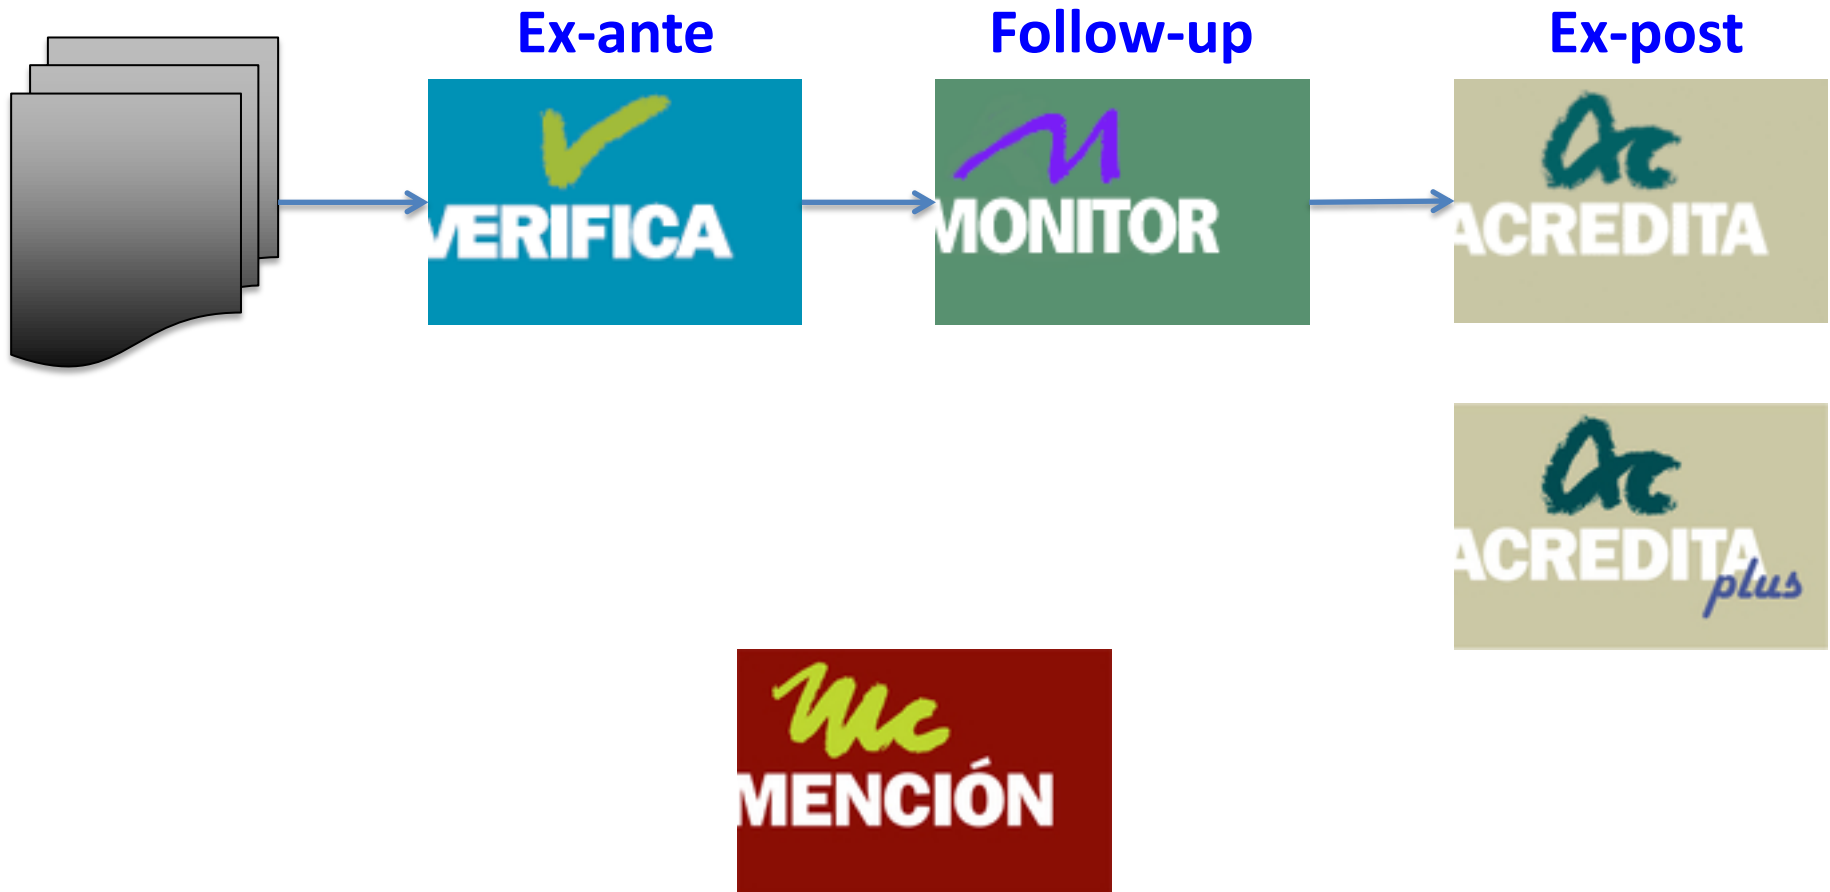 Ex-ante
Follow-up
Ex-post
VERIFICA
MONITOR
ACREDITA
ACREDITA
plus
MENCIÓN